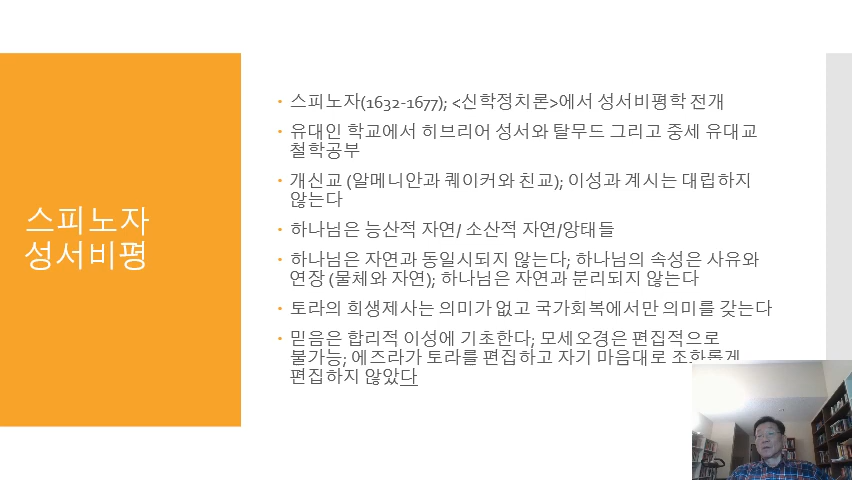 스피노자
성서비평
• 스피노자(1632-1677); <신학정치론>에서 성서비평학 전개
• 유대인 학교에서 히브리어 성서와 탈무드 그리고 중세 유대교
철학공부
• 개신교 (알메니안과 퀘이커와 친교); 이성과 계시는 대립하지
않는다
• 하나님은 능산적 자연/ 소산적 자연/앙태들
• 하나님은 자연과 동일시되지 않는다; 하나님의 속성은 사유와
연장 (물체와 자연); 하나님은 자연과 분리되지 않는다
• 토라의 희생제사는 의미가 없고 국가회복에서만 의미를 갖는다
• 믿음은 합리적 이성에 기초한다; 모세오경은 편집적으로
불가능; 에즈라가 토라를 편집하고 자기 마음대로 조화롭게
편집하지 않았다